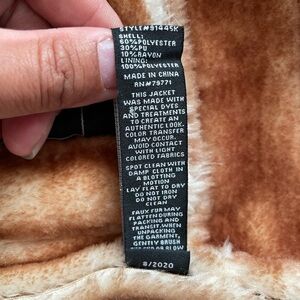 STYLE#91445K
SHELL:
60%POLYESTER
30%PU
10%RAYON
LINING:
100%POLYESTER
MADE IN CHINA
RN#79771
THIS JACKET
WAS MADE WITH
SPECIAL DYES
AND TREATMENTS
TO CREATE AN
AUTHENTIC LOOK.
COLOR TRANSFER
MAY OCCUR.
AVOID CONTACT
WITH LIGHT
COLORED FABRICS
SPOT CLEAN WITH
DAMP CLOTH IN
A BLOTTING
MOTION
LAY FLAT TO DRY
DO NOT IRON
DO NOT DRY
CLEAN
FAUX FUR MAY
FLATTEN DURING
PACKING AND
TRANSIT. WHEN
UNPACKING
THE GARMENT,
GENTLY BRUSH
OR BLOW
8/2020